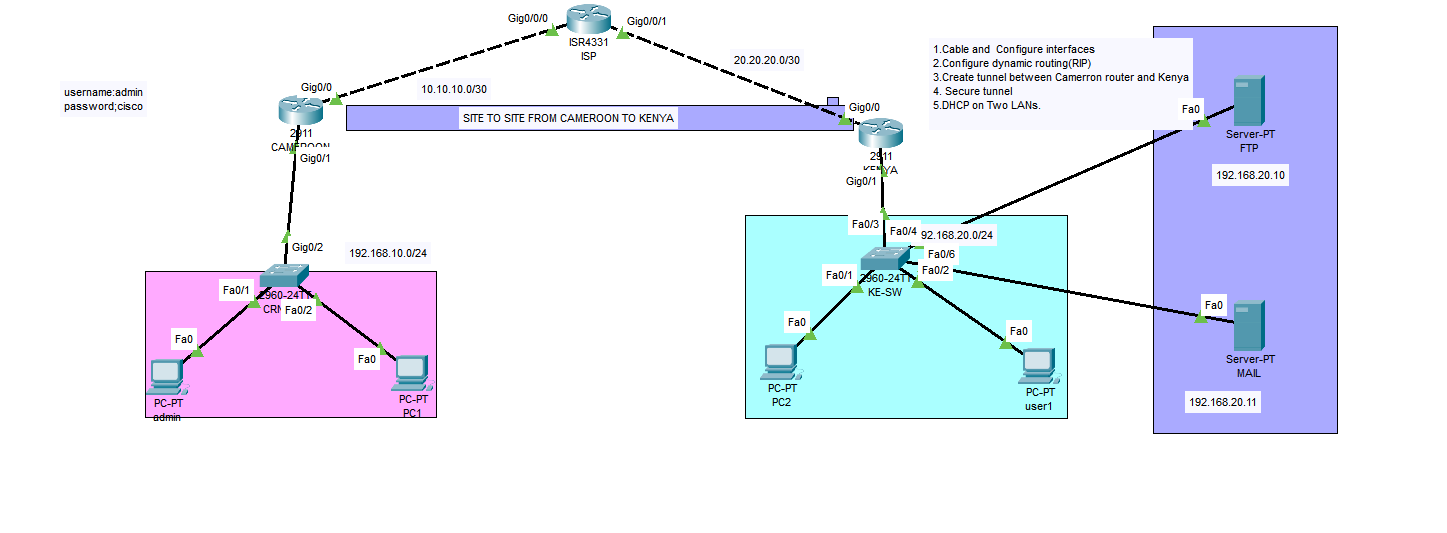 Gig0/0/0
Gig0/0/1
ISR4331
ISP
20.20.20.0/30
1.Cable and Configure interfaces
2.Configure dynamic routing(RIP)
3.Create tunnel between Camerron router and Kenya
4. Secure tunnel
5.DHCP on Two LANs.
username:admin
password;cisco
Gig0/0
10.10.10.0/30
2911
CAMEROON
Gig0/1
SITE TO SITE FROM CAMEROON TO KENYA
Gig0/0
2911
KENYA
Gig0/1
Fa0
Server-PT
FTP
192.168.20.10
Gig0/2
192.168.10.0/24
Fa0/1
2960-24TT
Fa0/2
Fa0
Fa0
PC-PT
admin
PC-PT
PC1
Fa0/3
Fa0/4
92.168.20.0/24
Fa0/6
Fa0/2
Fa0/1
2960-24TT
KE-SW
Fa0
Fa0
PC-PT
PC2
PC-PT
user1
Fa0
Server-PT
MAIL
192.168.20.11